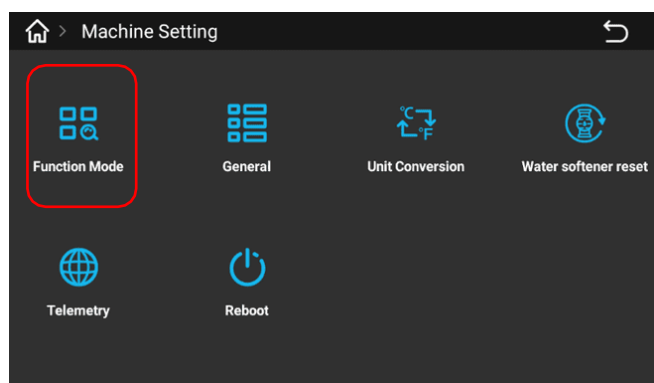 > Machine Setting
Function Mode
General
°C °F
Unit Conversion
Water softener reset
Telemetry
Reboot